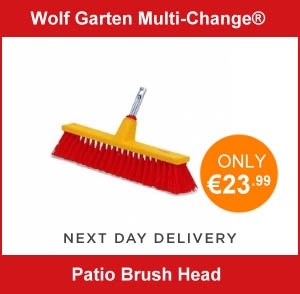 Wolf Garten Multi-Change®
ONLY
€23.99
NEXT DAY DELIVERY
Patio Brush Head